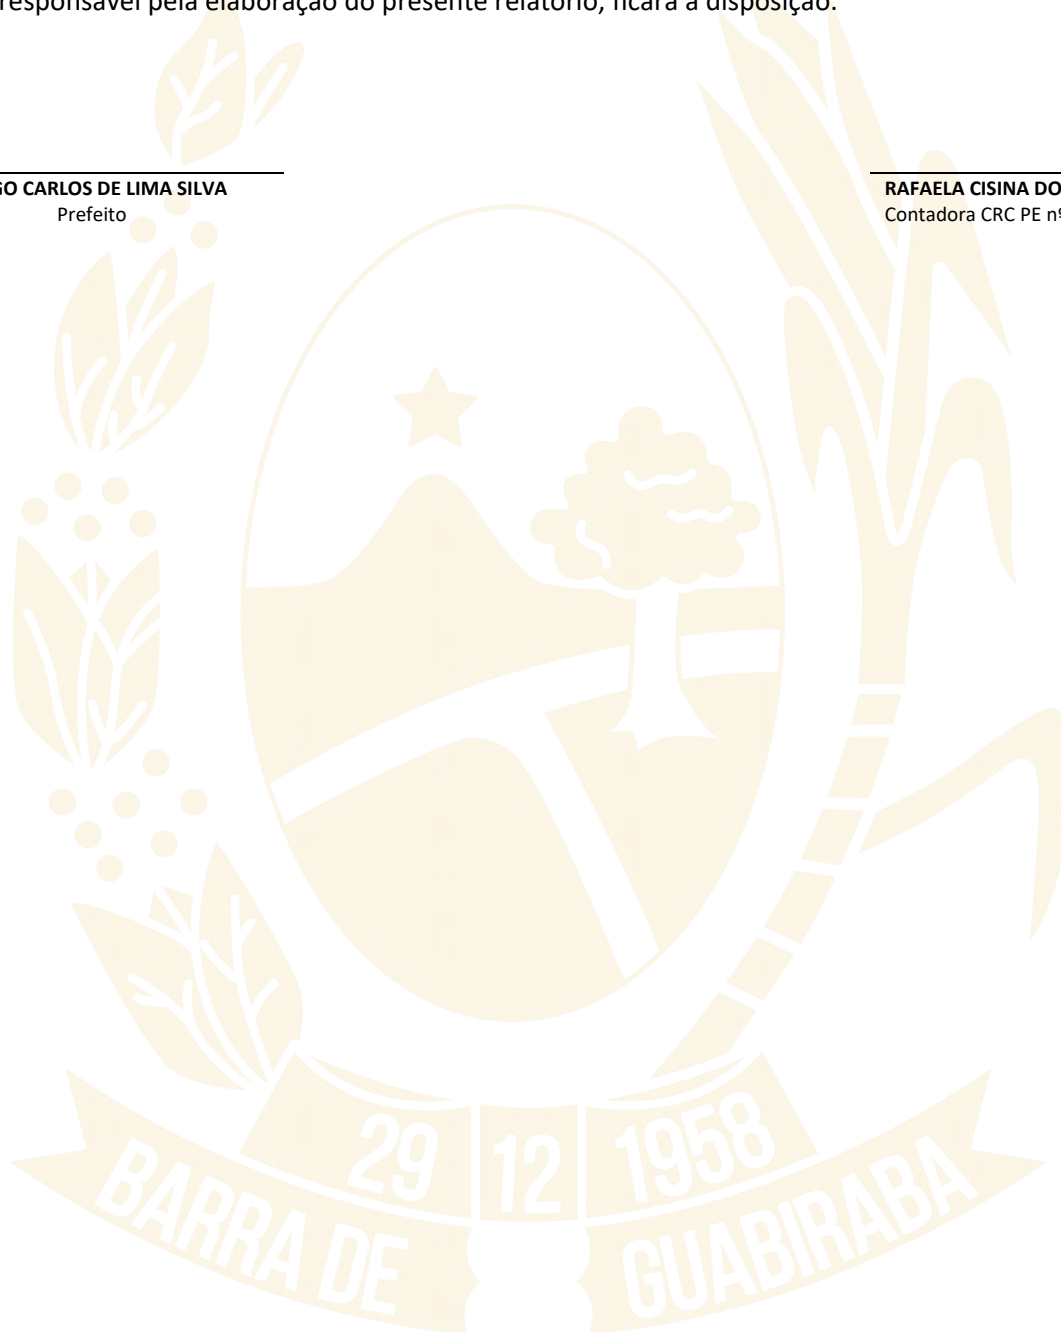 responsável pela elaboração do presente relatório, ficará à disposição.
GO CARLOS DE LIMA SILVA
Prefeito
RAFAELA CISINA DO
Contadora CRC PE nº
29 12 1958
BARRA DE GUABIRABA